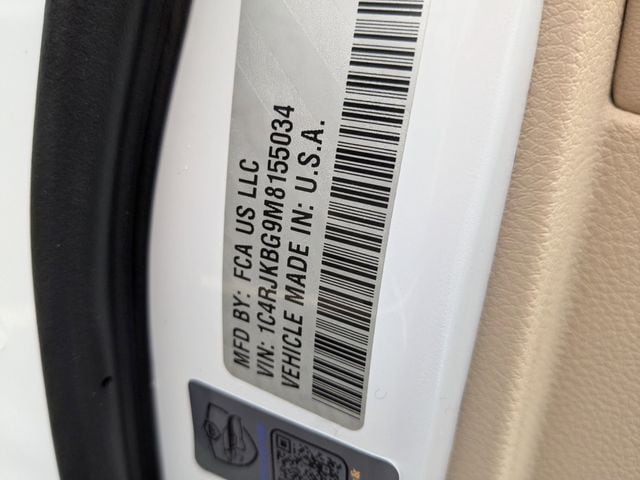 MFD BY: FCA US LLC
VIN: 1C4RJKBG9M8155034
VEHICLE MADE IN: U.S.A.